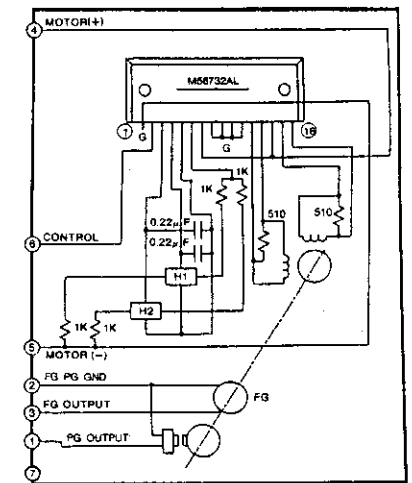 4 MOTOR(+)
M56732AL
1 G 16
G
1K 1K
510
510
0.22μF
0.22μF
6 CONTROL
H1
H2
1K 1K
5
MOTOR (-)
2 FG PG GND
3 FG OUTPUT
FG
1 PG OUTPUT
7